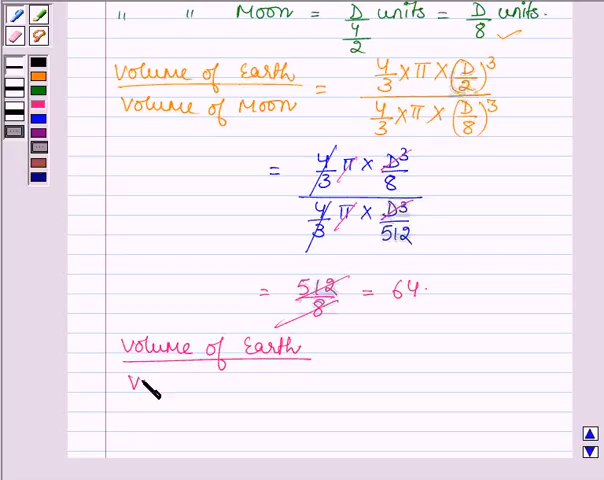 " " Moon = D/4/2 units = D/8 units.
Volume of Earth / Volume of Moon = 4/3 × π × (D/2)³ / 4/3 × π × (D/8)³
= 4/3 π × D³/8 / 4/3 π × D³/512
= 512/8 = 64.
Volume of Earth
V